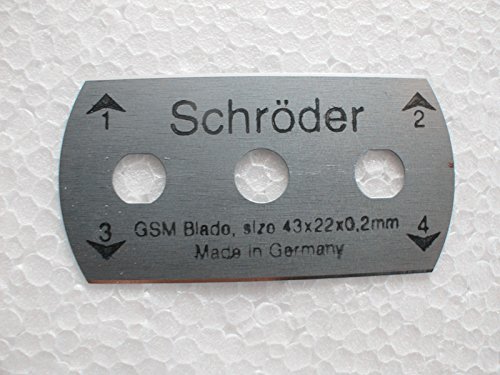 1 Schröder 2
3 GSM Blade, size 43x22x0,2mm 4
Made in Germany